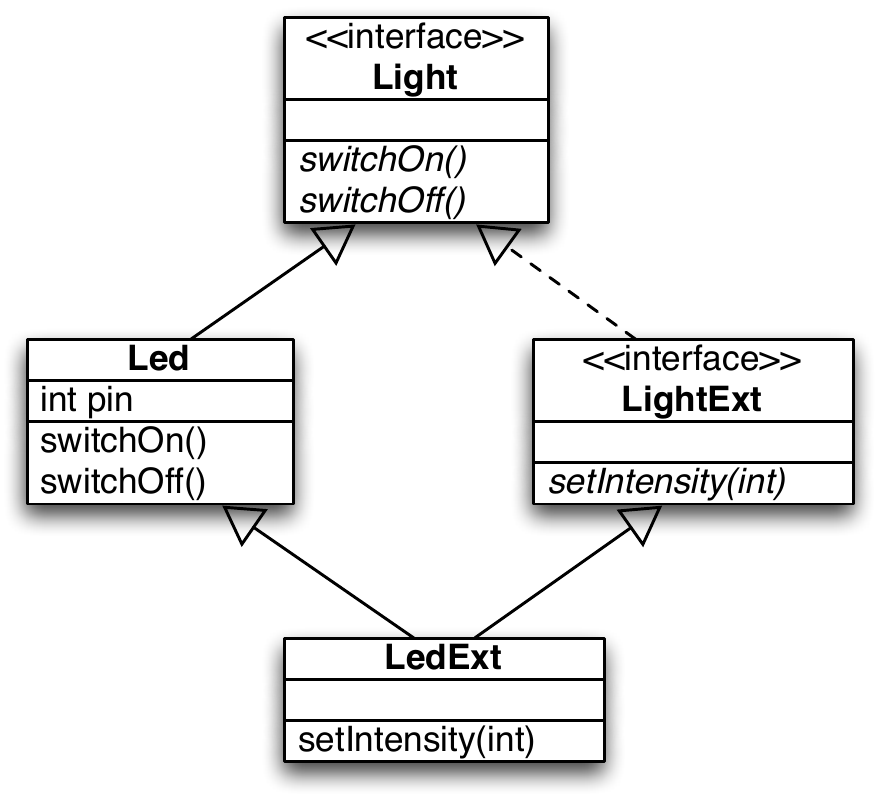 <<interface>>
Light
switchOn()
switchOff()
Led
int pin
switchOn()
switchOff()
<<interface>>
LightExt
setIntensity(int)
LedExt
setIntensity(int)